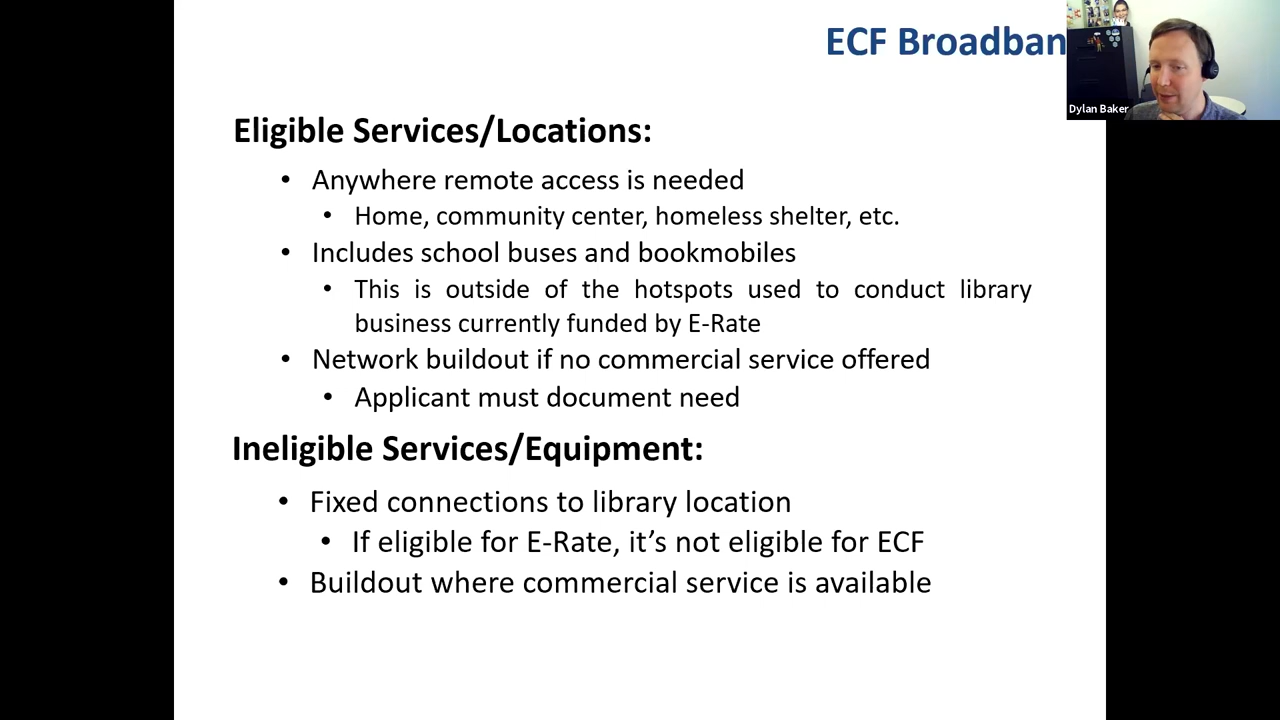 ECF Broadban
Dylan Baker
Eligible Services/Locations:
• Anywhere remote access is needed
• Home, community center, homeless shelter, etc.
• Includes school buses and bookmobiles
• This is outside of the hotspots used to conduct library
business currently funded by E-Rate
• Network buildout if no commercial service offered
• Applicant must document need
Ineligible Services/Equipment:
• Fixed connections to library location
• If eligible for E-Rate, it's not eligible for ECF
• Buildout where commercial service is available